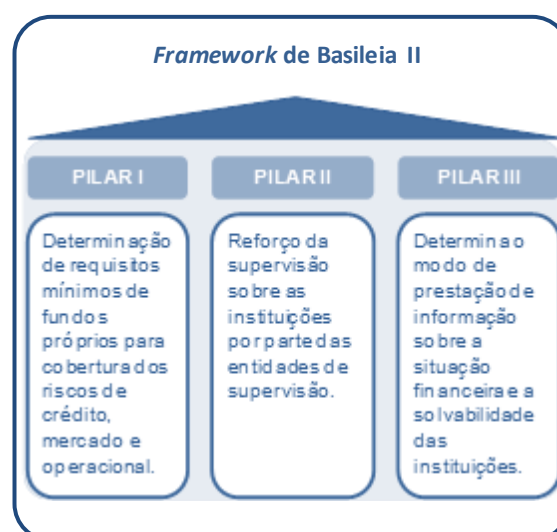 Framework de Basileia II
PILAR I
PILAR II
PILAR III
Determinação
de requisitos
mínimos de
fundos
próprios para
cobertura dos
riscos de
crédito,
mercado e
operacional.
Reforço da
supervisão
sobre as
instituições
por parte das
entidades de
supervisão.
Determina o
modo de
prestação de
informação
sobre a
situação
financeira e a
solvabilidade
das
instituições.